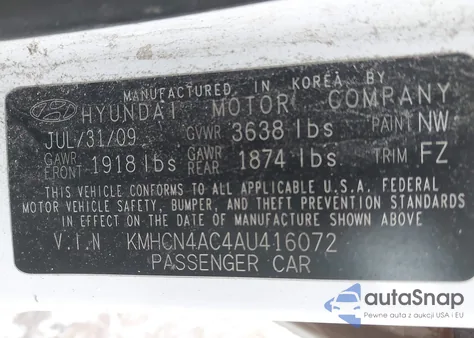 MANUFACTURED IN KOREA BY
HYUNDAI MOTOR COMPANY
JUL/31/09 GVWR 3638 lbs PAINT NW
GAWR FRONT 1918 lbs GAWR REAR 1874 lbs TRIM FZ
THIS VEHICLE CONFORMS TO ALL APPLICABLE U.S.A. FEDERAL
MOTOR VEHICLE SAFETY, BUMPER, AND THEFT PREVENTION STANDARDS
IN EFFECT ON THE DATE OF MANUFACTURE SHOWN ABOVE.
V.I.N KMHCN4AC4AU416072
PASSENGER CAR
autoSnap
Pewne auta z aukcji USA i EU